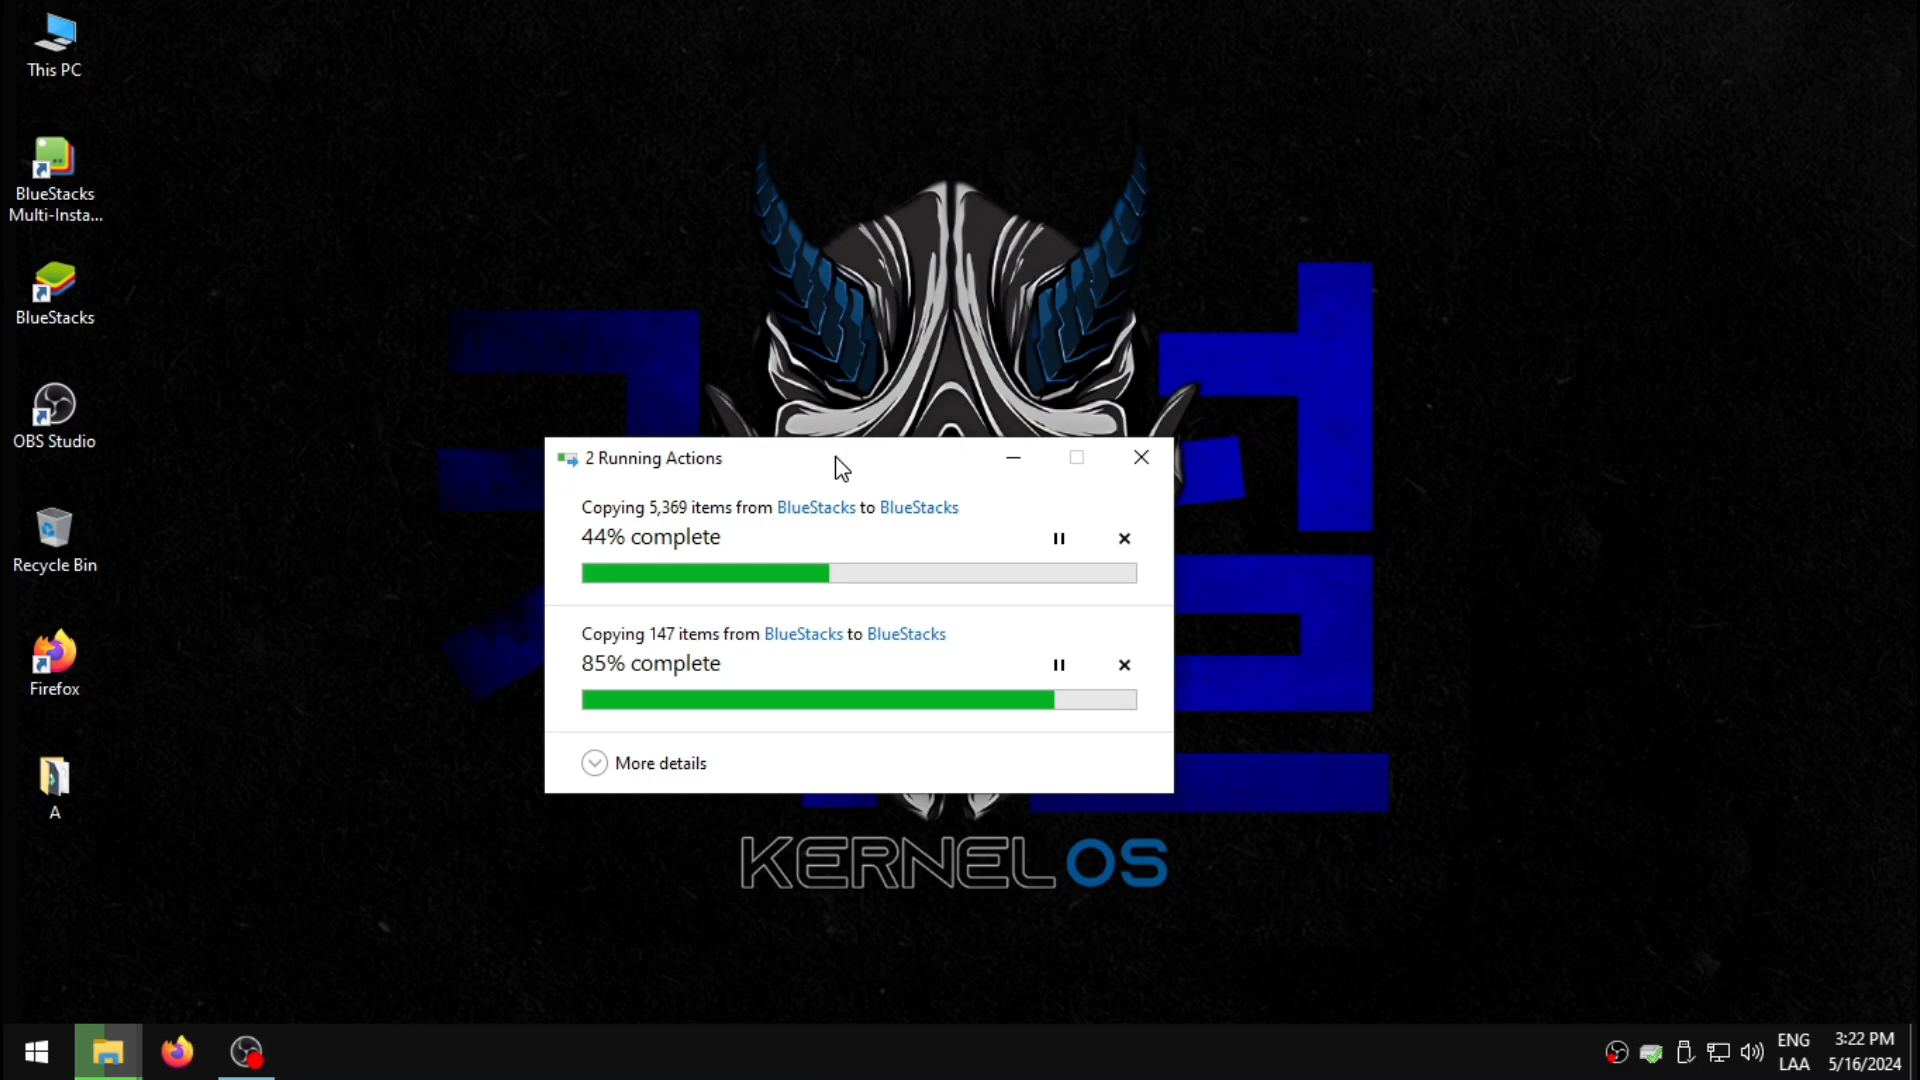 This PC
BlueStacks
Multi-Insta...
BlueStacks
OBS Studio
Recycle Bin
Firefox
A
2 Running Actions
Copying 5,369 items from BlueStacks to BlueStacks
44% complete
Copying 147 items from BlueStacks to BlueStacks
85% complete
More details
KERNELOS
ENG
LAA
3:22 PM
5/16/2024